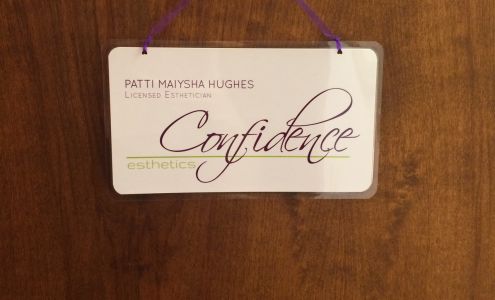 PATTI MAIYSHA HUGHES
LICENSED ESTHETICIAN
Confidence
esthetics